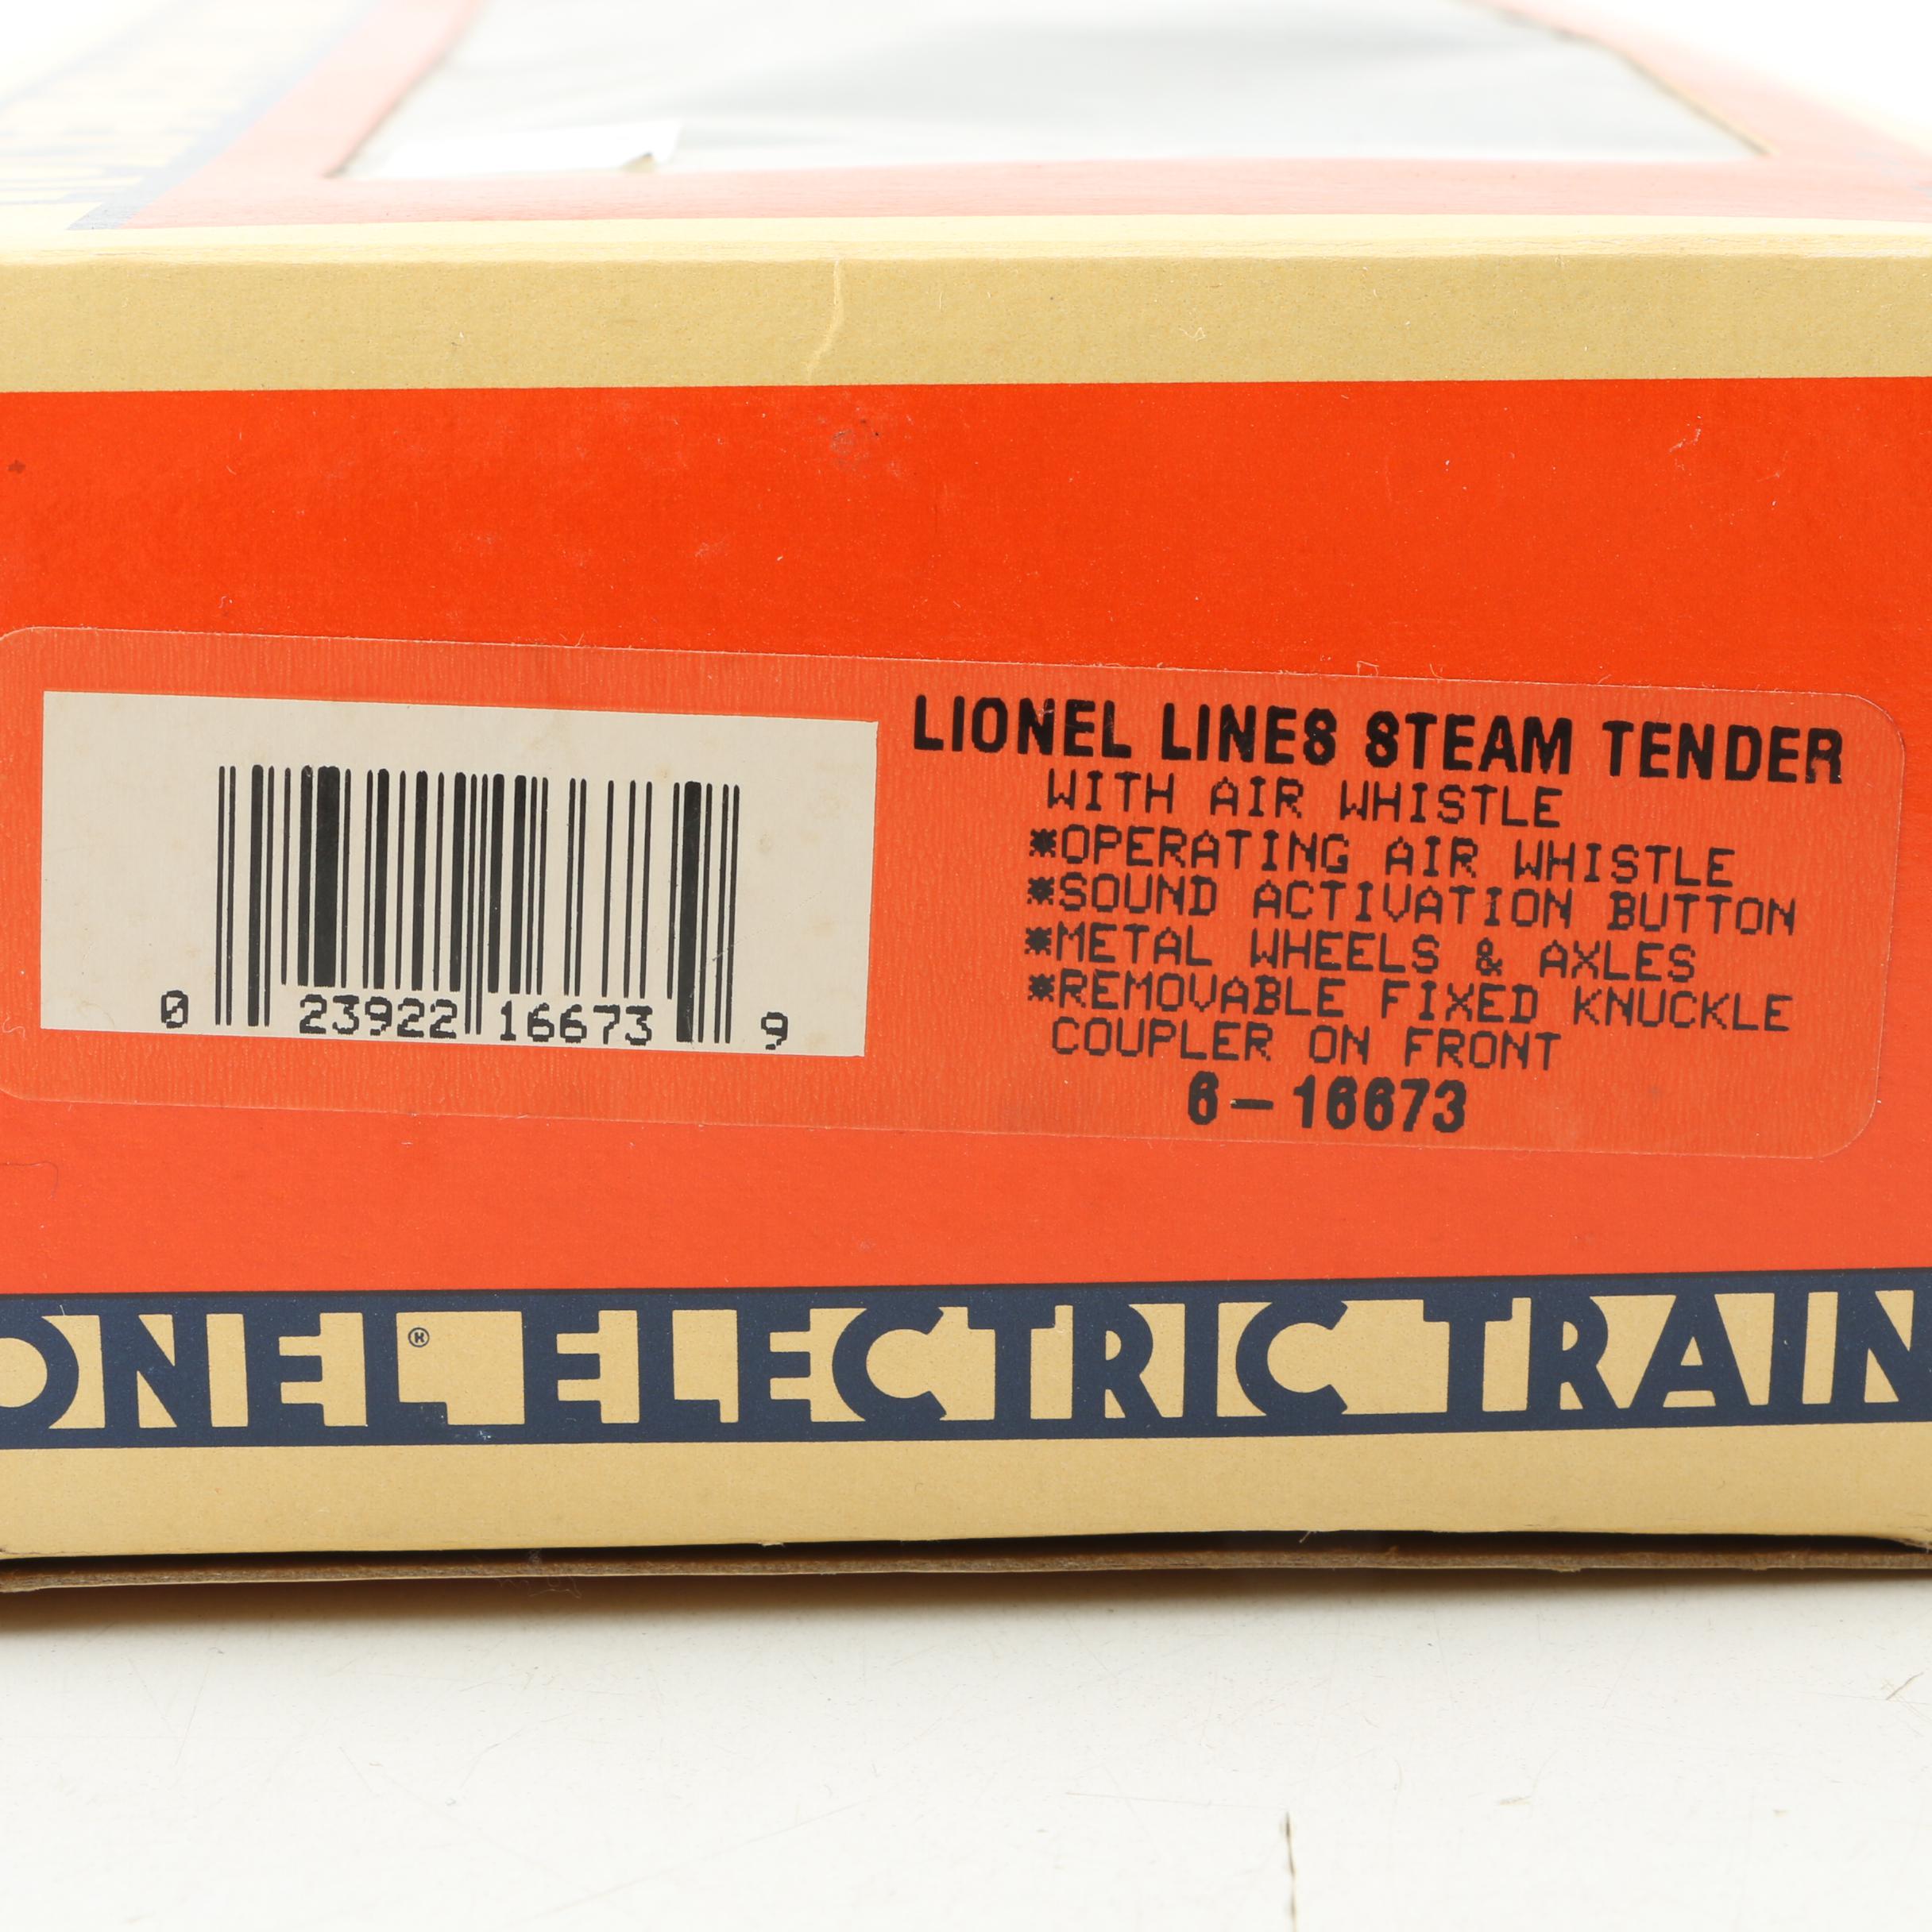 0 23922 16673 9
LIONEL LINES STEAM TENDER
WITH AIR WHISTLE
*OPERATING AIR WHISTLE
*SOUND ACTIVATION BUTTON
*METAL WHEELS & AXLES
*REMOVABLE FIXED KNUCKLE
COUPLER ON FRONT
6-16673
ONEL® ELECTRIC TRAIN